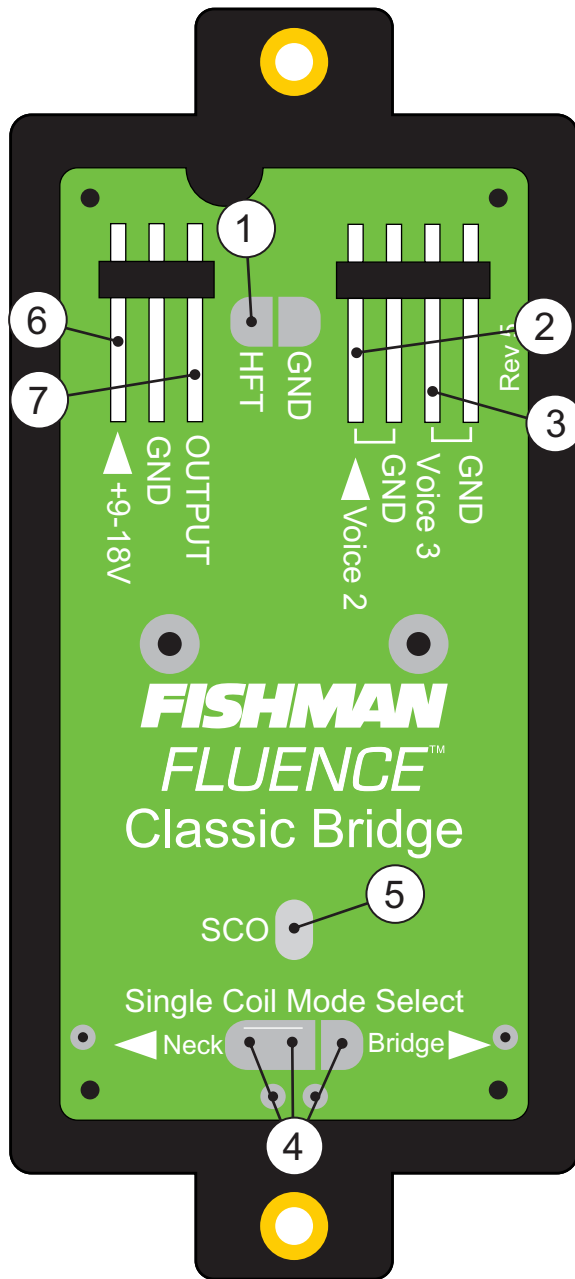 1
6
2
7
3
HFT
GND
Rev 5
+9-18V
GND
OUTPUT
Voice 2
GND
Voice 3
GND
FISHMAN
FLUENCE™
Classic Bridge
5
SCO
Single Coil Mode Select
Neck
Bridge
4